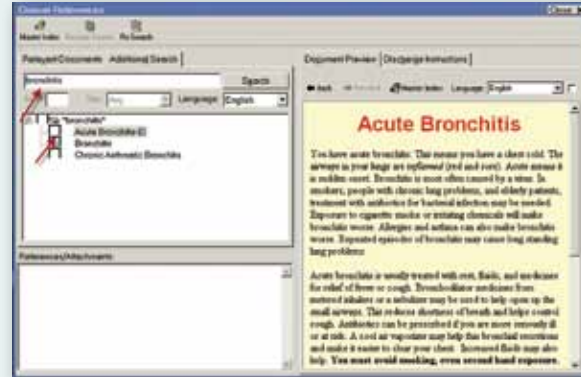 Clinical References
Close
Master Index Re-Search
Relevant Documents Additional Search
bronchitis Search
Any Language: English
"bronchitis"
Acute Bronchitis
Bronchitis
Chronic Asthmatic Bronchitis
References/Attachments
Document Preview Discharge Instructions
back Master Index Language: English
Acute Bronchitis
You have acute bronchitis. This means you have a chest cold. The
airways in your lungs are inflamed (red and sore). Acute means it
is sudden onset. Bronchitis is most often caused by a virus. In
smokers, people with chronic lung problems, and elderly patients,
treatment with antibiotics for bacterial infection may be needed.
Exposure to cigarette smoke or irritating chemicals will make
bronchitis worse. Allergies and asthma can also make bronchitis
worse. Repeated episodes of bronchitis may cause long standing
lung problems.
Acute bronchitis is usually treated with rest, fluids, and medicines
for relief of fever or cough. Bronchodilator medicines from
metered inhalers or a nebulizer may be used to help open up the
small airways. This reduces shortness of breath and helps control
cough. Antibiotics can be prescribed if you are more seriously ill
or at risk. A cool air vaporizer may help thin bronchial secretions
and make it easier to clear your chest. Increased fluids may also
help. You must avoid smoking, even second hand exposure.